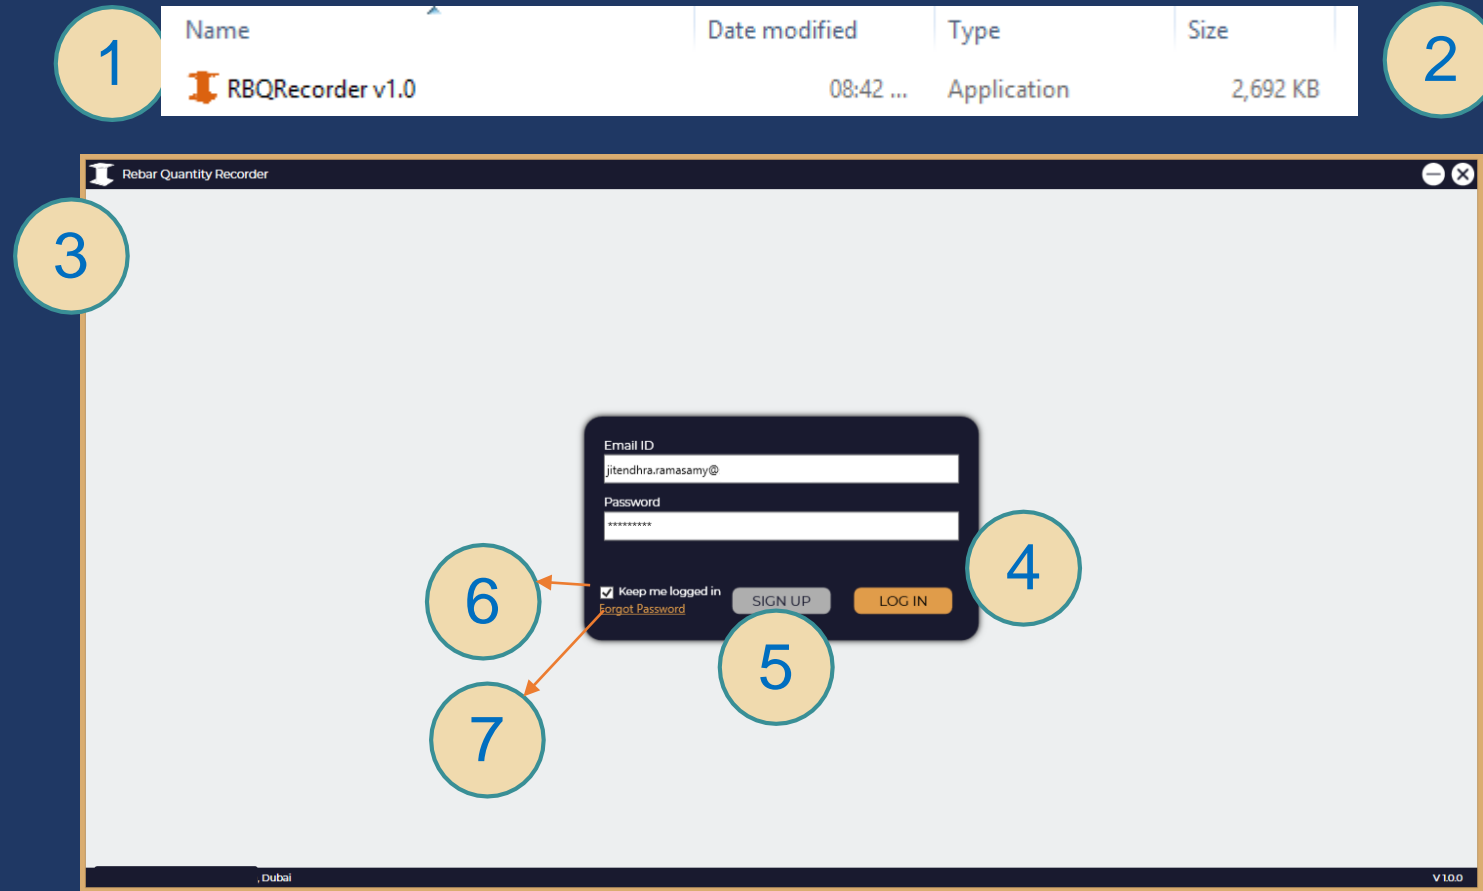 1
Name Date modified Type Size
2
RBQRecorder v1.0 08:42 ... Application 2,692 KB
Rebar Quantity Recorder
3
Email ID
jitendhra.ramasamy@
Password
*********
4
6
Keep me logged in
SIGN UP LOG IN
Forgot Password
5
7
, Dubai V 1.0.0